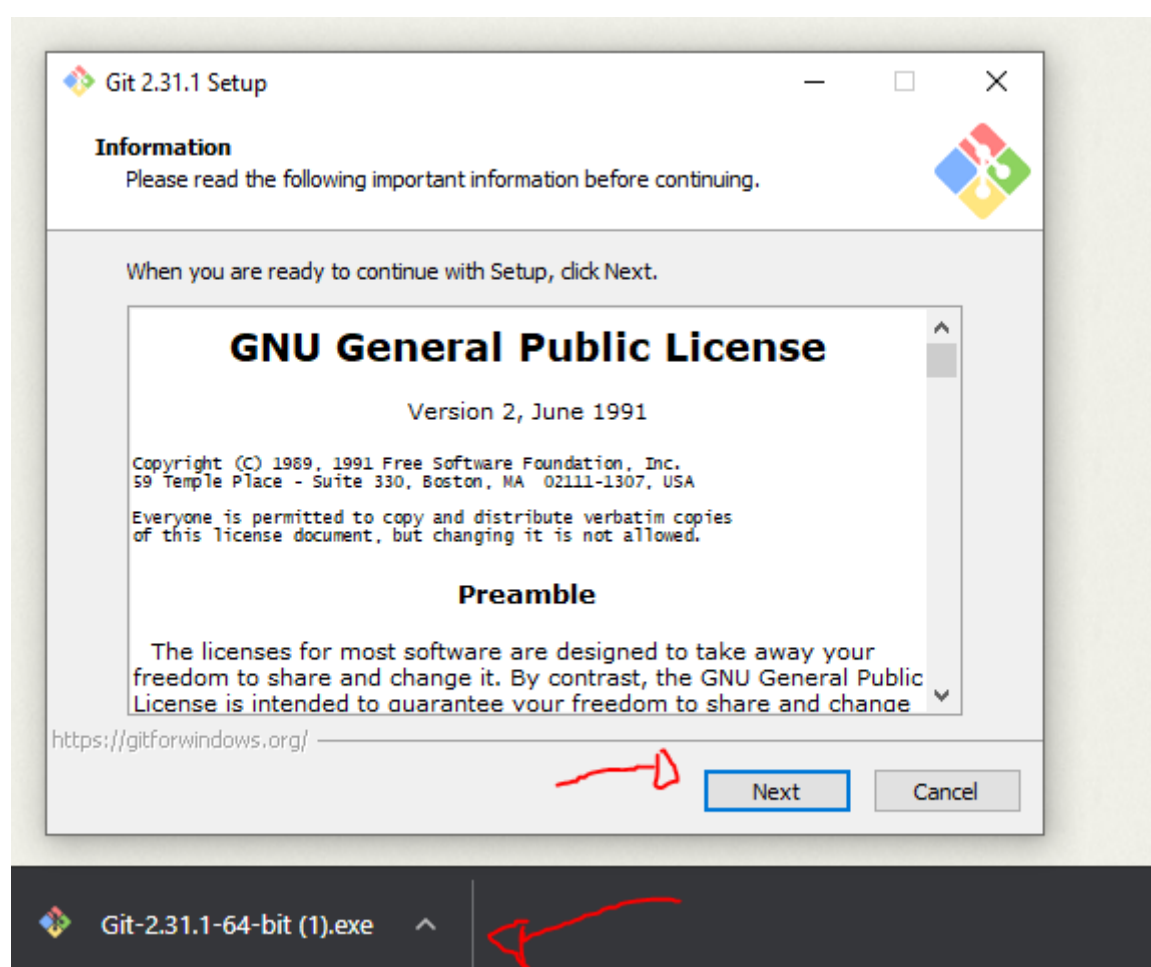 Git 2.31.1 Setup
Information
Please read the following important information before continuing.
When you are ready to continue with Setup, click Next.
GNU General Public License
Version 2, June 1991
Copyright (C) 1989, 1991 Free Software Foundation, Inc.
59 Temple Place - Suite 330, Boston, MA  02111-1307, USA
Everyone is permitted to copy and distribute verbatim copies
of this license document, but changing it is not allowed.
Preamble
The licenses for most software are designed to take away your
freedom to share and change it. By contrast, the GNU General Public
License is intended to guarantee your freedom to share and change
https://gitforwindows.org/
Next
Cancel
Git-2.31.1-64-bit (1).exe